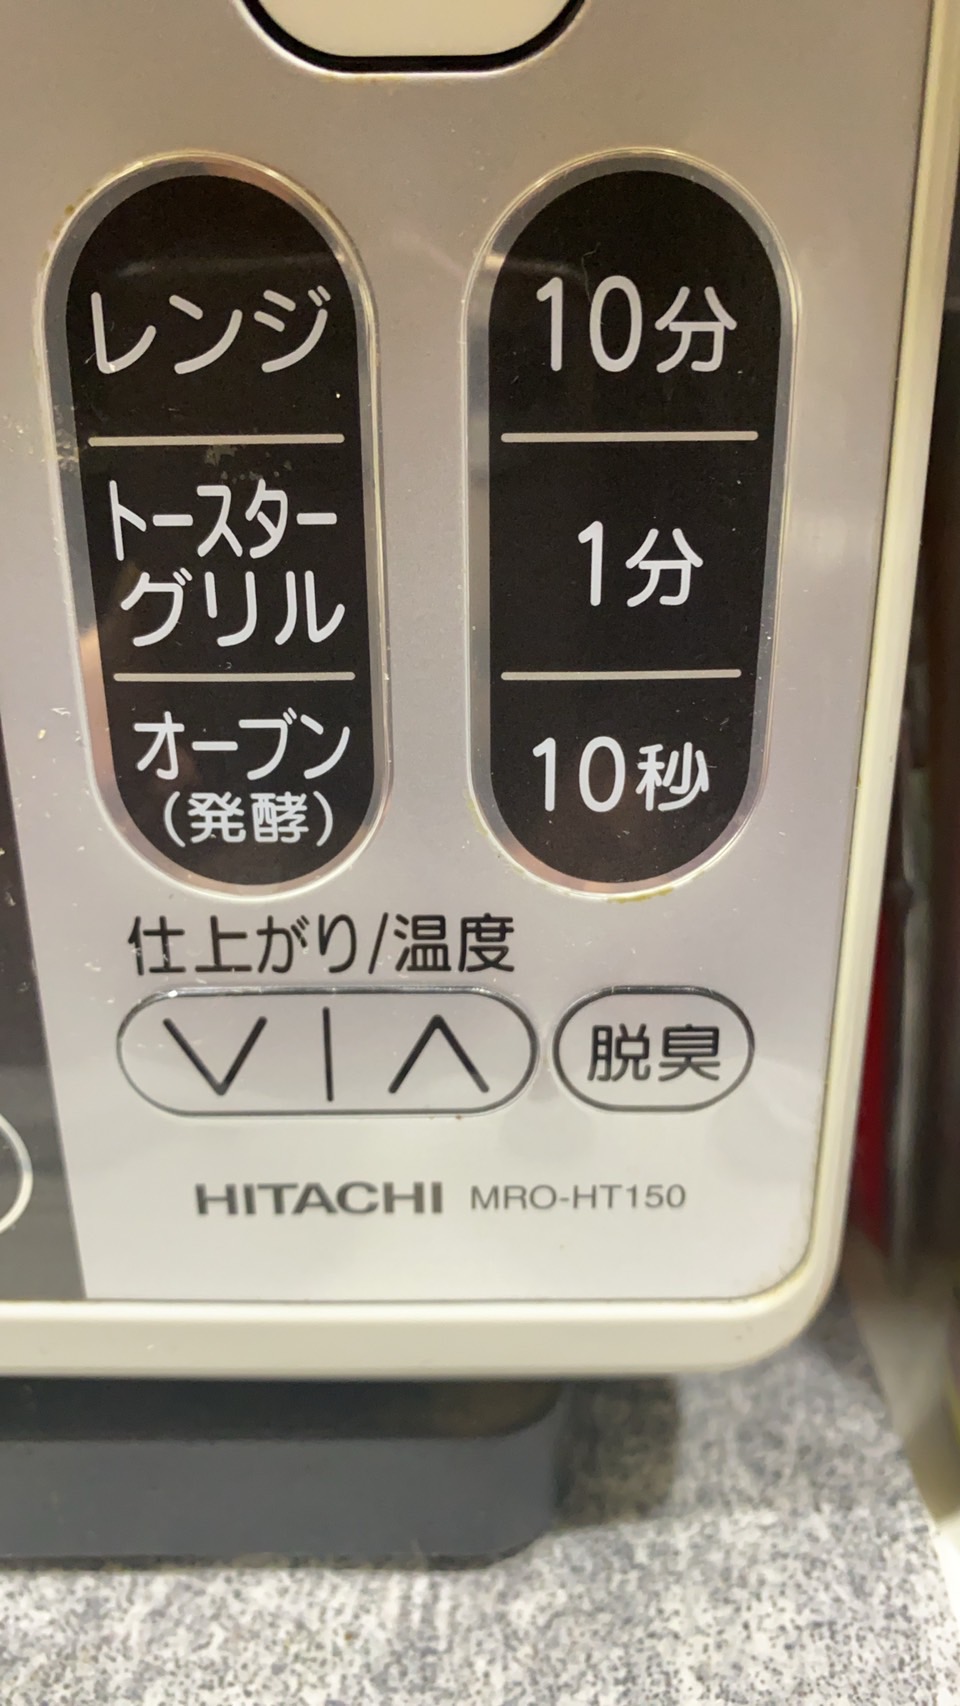 レンジ
トースター
グリル
オーブン
(発酵)
10分
1分
10秒
仕上がり/温度
脱臭
HITACHI MRO-HT150